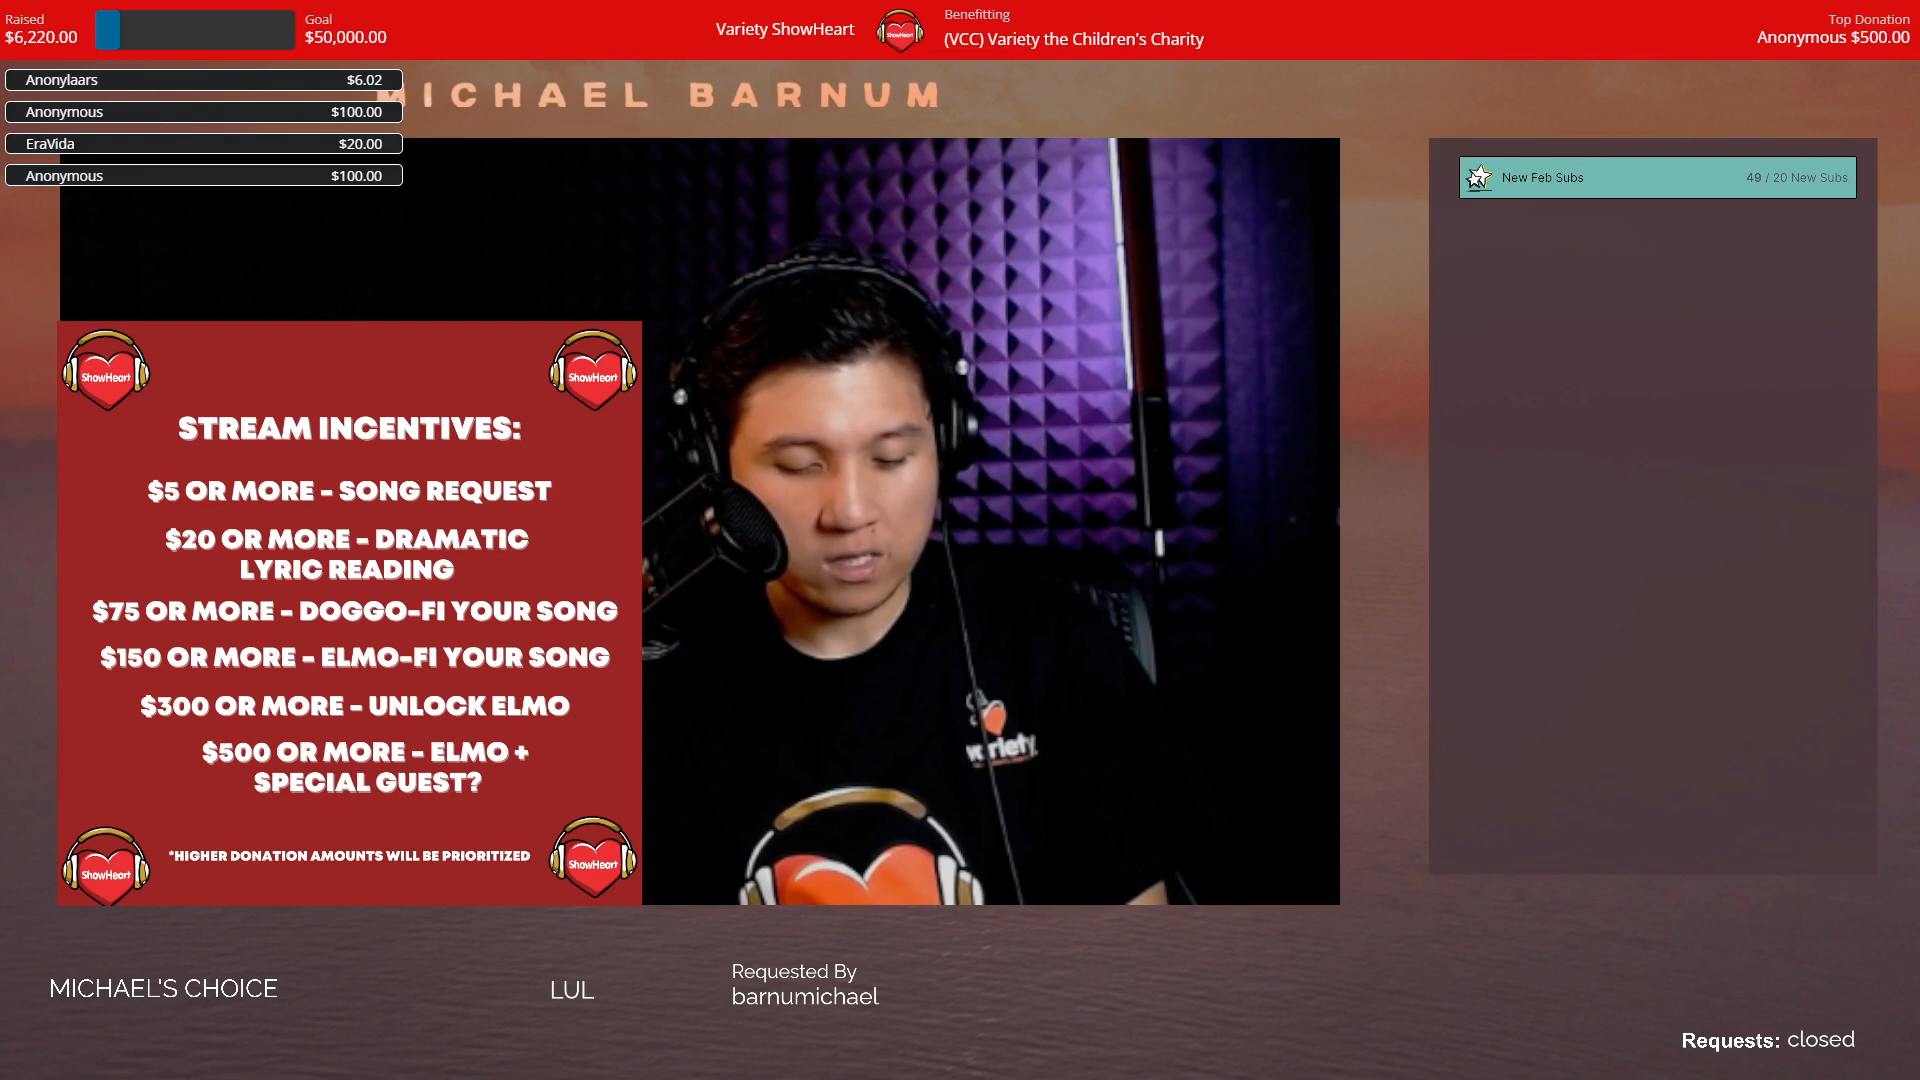 Raised
$6,220.00
Goal
$50,000.00
Variety ShowHeart
ShowHeart
Benefitting
(VCC) Variety the Children's Charity
Top Donation
Anonymous $500.00
Anonylaars $6.02
Anonymous $100.00
EraVida $20.00
Anonymous $100.00
MICHAEL BARNUM
New Feb Subs 49 / 20 New Subs
ShowHeart
ShowHeart
STREAM INCENTIVES:
$5 OR MORE - SONG REQUEST
$20 OR MORE - DRAMATIC
LYRIC READING
$75 OR MORE - DOGGO-FI YOUR SONG
$150 OR MORE - ELMO-FI YOUR SONG
$300 OR MORE - UNLOCK ELMO
$500 OR MORE - ELMO +
SPECIAL GUEST?
*HIGHER DONATION AMOUNTS WILL BE PRIORITIZED
ShowHeart
ShowHeart
variety
MICHAEL'S CHOICE
LUL
Requested By
barnumichael
Requests: closed